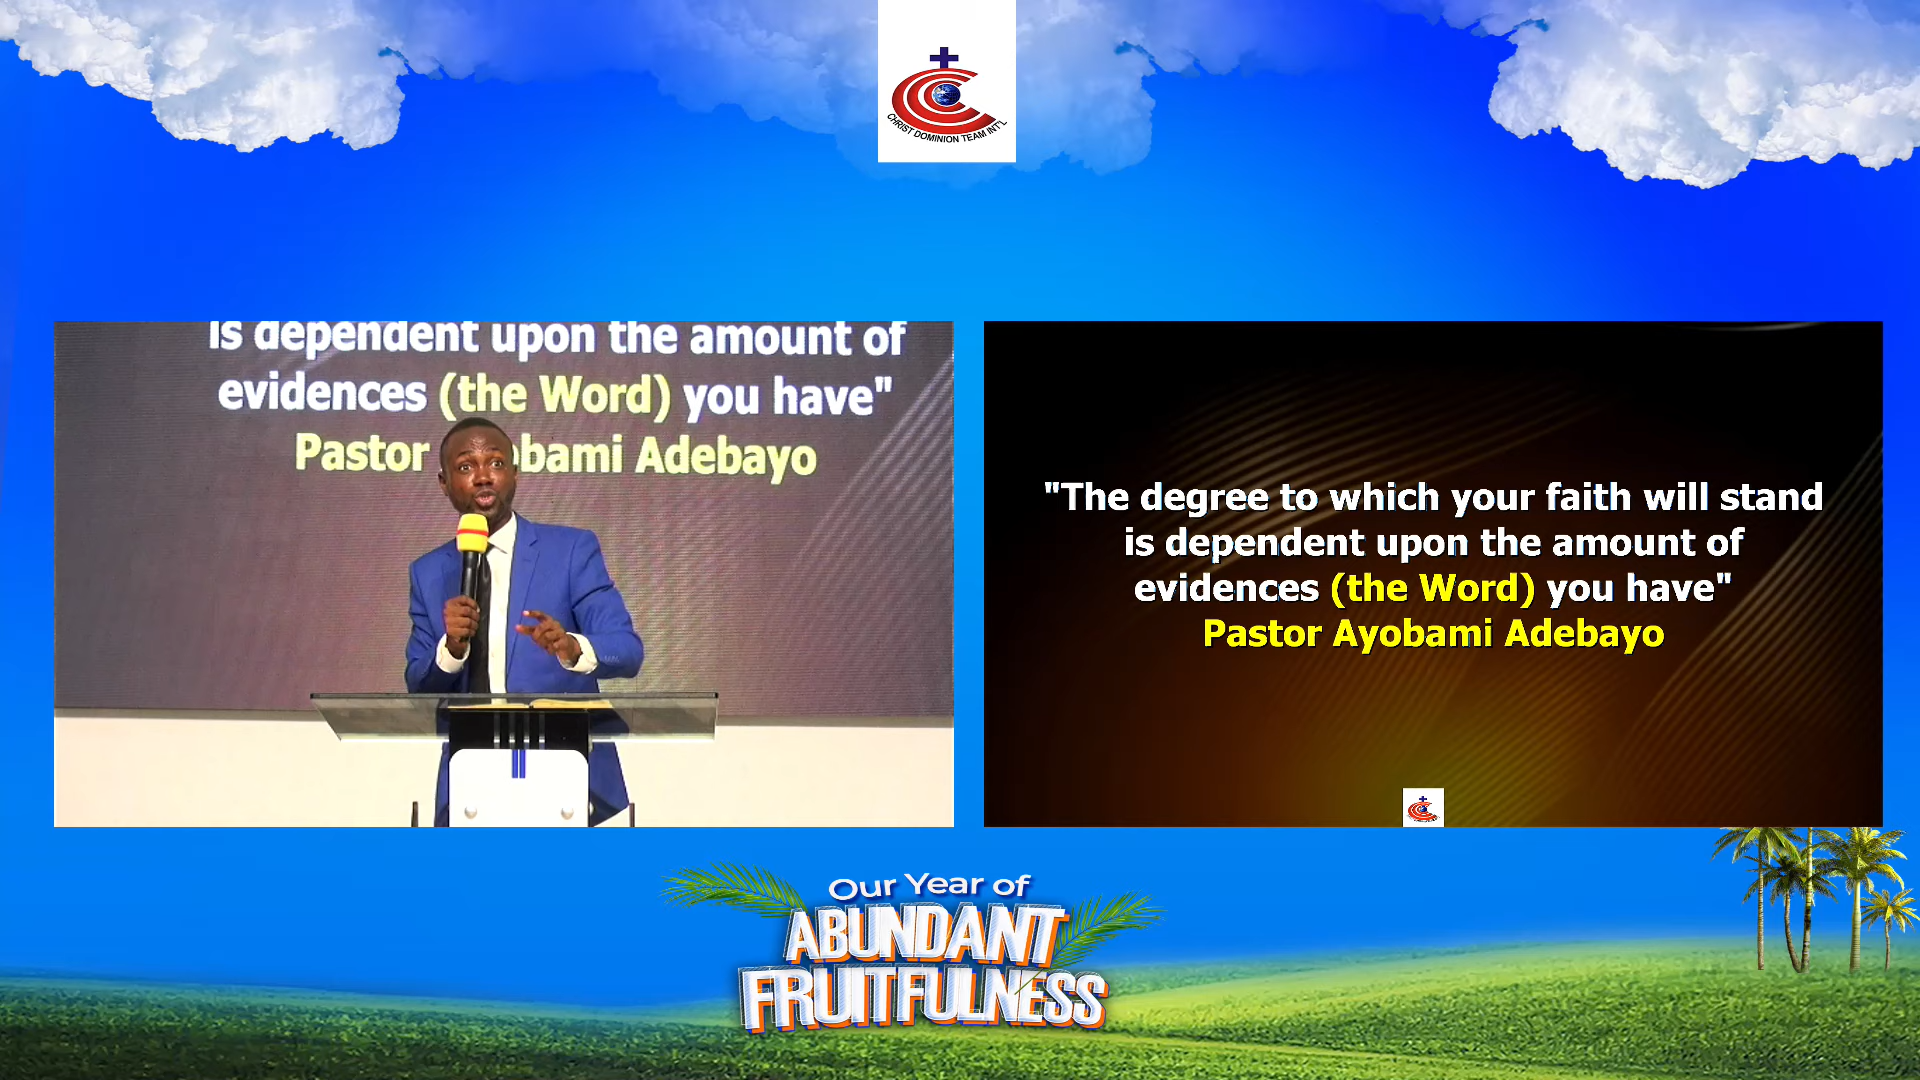 CHRIST DOMINION TEAM INT'L
is dependent upon the amount of
evidences (the Word) you have"
Pastor bami Adebayo
"The degree to which your faith will stand
is dependent upon the amount of
evidences (the Word) you have"
Pastor Ayobami Adebayo
Our Year of
ABUNDANT
FRUITFULNESS